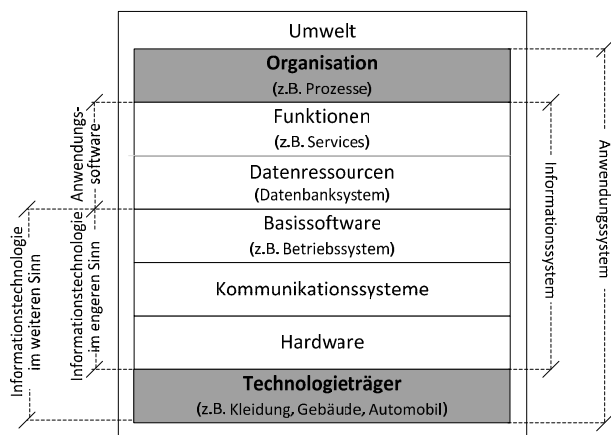 Umwelt
Organisation
(z.B. Prozesse)
Funktionen
(z.B. Services)
Datenressourcen
(Datenbanksystem)
Basissoftware
(z.B. Betriebssystem)
Kommunikationssysteme
Hardware
Technologieträger
(z.B. Kleidung, Gebäude, Automobil)
Informationstechnologie
im weiteren Sinn
Anwendungs-
software
Informationstechnologie
im engeren Sinn
Informationssystem
Anwendungssystem